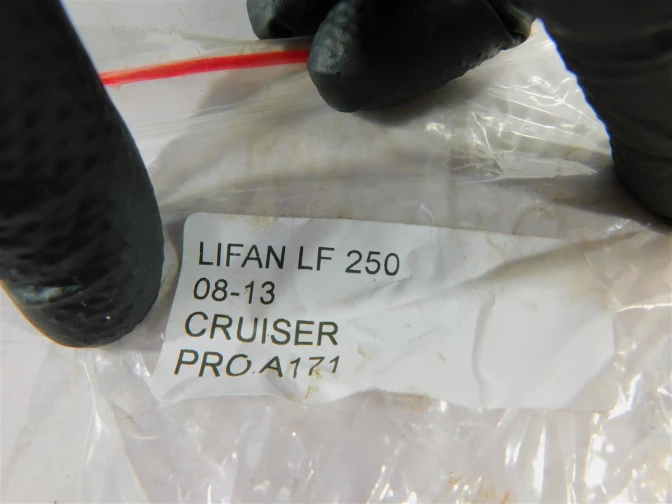 LIFAN LF 250
08-13
CRUISER
PRO.A171